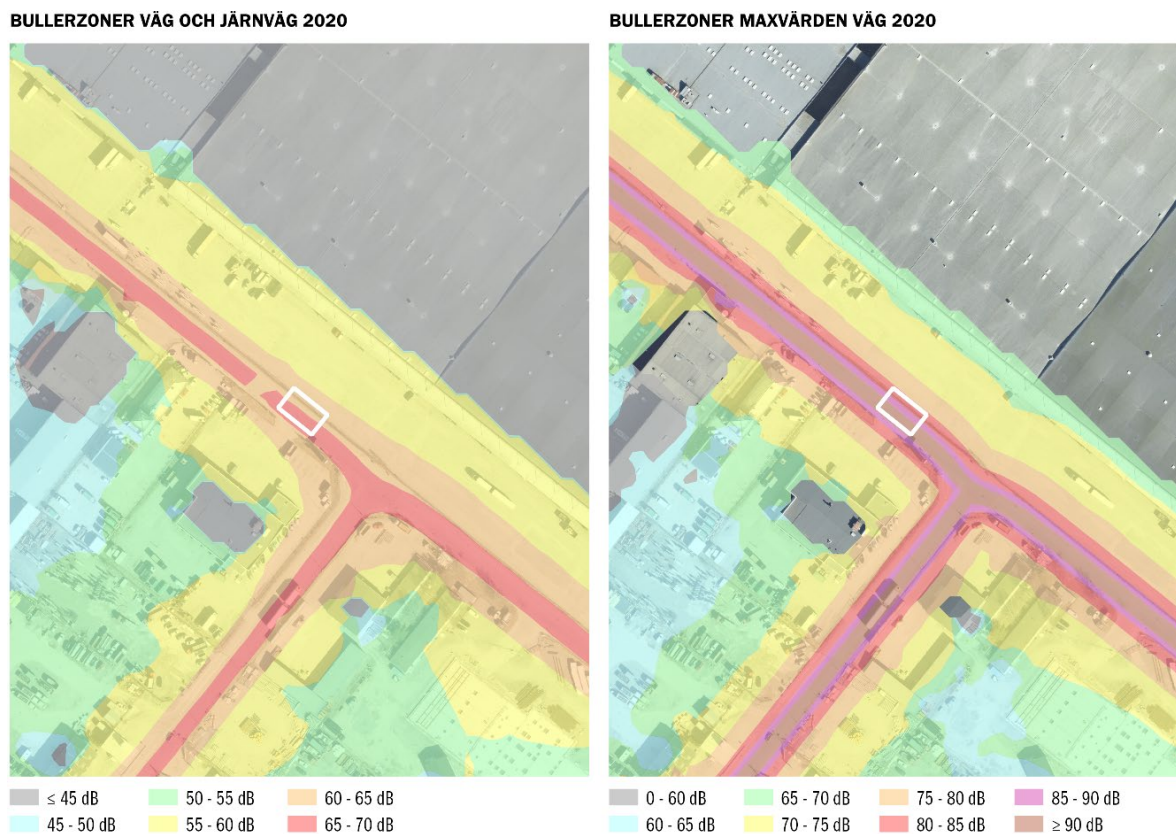 BULLERZONER VÄG OCH JÄRNVÄG 2020
BULLERZONER MAXVÄRDEN VÄG 2020
≤ 45 dB
50 - 55 dB
60 - 65 dB
45 - 50 dB
55 - 60 dB
65 - 70 dB
0 - 60 dB
65 - 70 dB
75 - 80 dB
85 - 90 dB
60 - 65 dB
70 - 75 dB
80 - 85 dB
≥ 90 dB